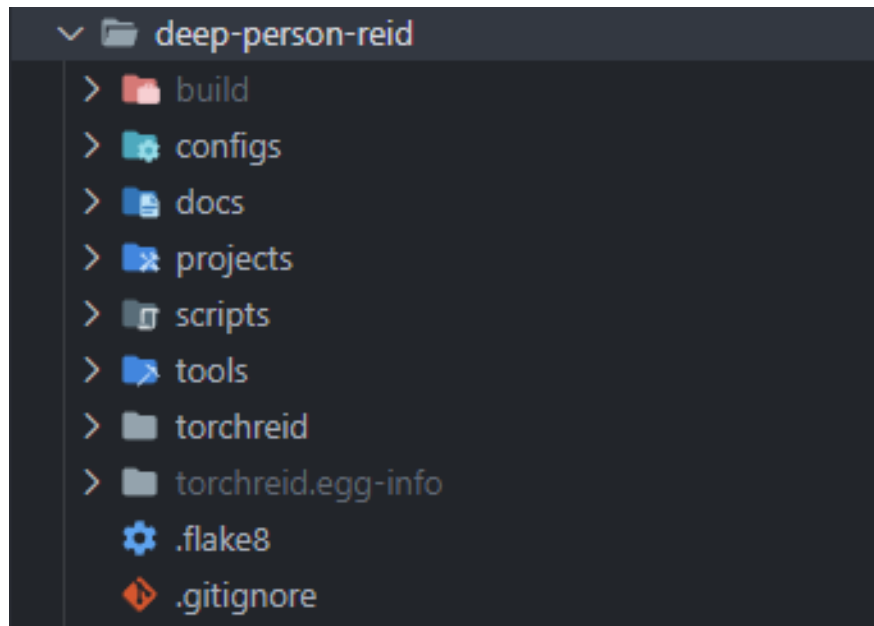 deep-person-reid
build
configs
docs
projects
scripts
tools
torchreid
torchreid.egg-info
.flake8
.gitignore